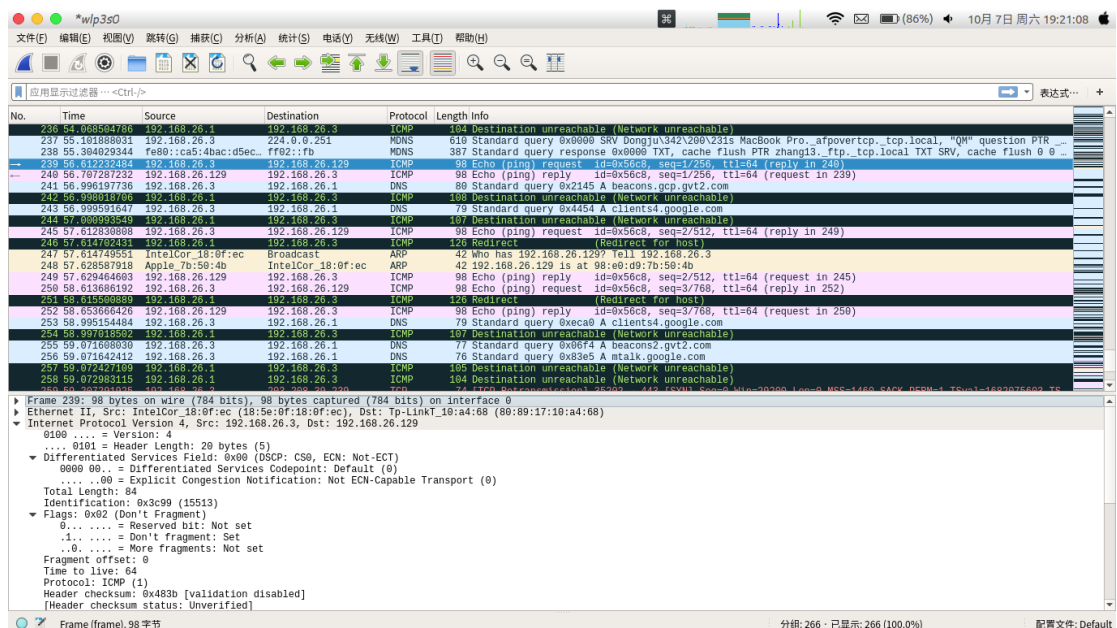 *wlp3s0
(86%) 10月 7日 周六 19:21:08
文件(F) 编辑(E) 视图(V) 跳转(G) 捕获(C) 分析(A) 统计(S) 电话(Y) 无线(W) 工具(T) 帮助(H)
应用显示过滤器 … <Ctrl-/> 表达式… +
No. Time Source Destination Protocol Length Info
236 54.068504786 192.168.26.1 192.168.26.3 ICMP 104 Destination unreachable (Network unreachable)
237 55.101888031 192.168.26.3 224.0.0.251 MDNS 610 Standard query 0x0000 SRV Dongju\342\200\231s MacBook Pro._afpovertcp._tcp.local, "QM" question PTR _…
238 55.304029344 fe80::ca5:4bac:d5ec… ff02::fb MDNS 387 Standard query response 0x0000 TXT, cache flush PTR zhang13._ftp._tcp.local TXT SRV, cache flush 0 0 …
239 56.612232484 192.168.26.3 192.168.26.129 ICMP 98 Echo (ping) request id=0x56c8, seq=1/256, ttl=64 (reply in 240)
240 56.707287232 192.168.26.129 192.168.26.3 ICMP 98 Echo (ping) reply id=0x56c8, seq=1/256, ttl=64 (request in 239)
241 56.996197736 192.168.26.3 192.168.26.1 DNS 80 Standard query 0x2145 A beacons.gcp.gvt2.com
242 56.998018706 192.168.26.1 192.168.26.3 ICMP 108 Destination unreachable (Network unreachable)
243 56.999591647 192.168.26.3 192.168.26.1 DNS 79 Standard query 0x4454 A clients4.google.com
244 57.000993549 192.168.26.1 192.168.26.3 ICMP 107 Destination unreachable (Network unreachable)
245 57.612830808 192.168.26.3 192.168.26.129 ICMP 98 Echo (ping) request id=0x56c8, seq=2/512, ttl=64 (reply in 249)
246 57.614702431 192.168.26.1 192.168.26.3 ICMP 126 Redirect (Redirect for host)
247 57.614749551 IntelCor_18:0f:ec Broadcast ARP 42 Who has 192.168.26.129? Tell 192.168.26.3
248 57.628587918 Apple_7b:50:4b IntelCor_18:0f:ec ARP 42 192.168.26.129 is at 98:e0:d9:7b:50:4b
249 57.629464603 192.168.26.129 192.168.26.3 ICMP 98 Echo (ping) reply id=0x56c8, seq=2/512, ttl=64 (request in 245)
250 58.613686192 192.168.26.3 192.168.26.129 ICMP 98 Echo (ping) request id=0x56c8, seq=3/768, ttl=64 (reply in 252)
251 58.615500889 192.168.26.1 192.168.26.3 ICMP 126 Redirect (Redirect for host)
252 58.653666426 192.168.26.129 192.168.26.3 ICMP 98 Echo (ping) reply id=0x56c8, seq=3/768, ttl=64 (request in 250)
253 58.995154484 192.168.26.3 192.168.26.1 DNS 79 Standard query 0xeca0 A clients4.google.com
254 58.997018502 192.168.26.1 192.168.26.3 ICMP 107 Destination unreachable (Network unreachable)
255 59.071608030 192.168.26.3 192.168.26.1 DNS 77 Standard query 0x06f4 A beacons2.gvt2.com
256 59.071642412 192.168.26.3 192.168.26.1 DNS 76 Standard query 0x83e5 A mtalk.google.com
257 59.072427109 192.168.26.1 192.168.26.3 ICMP 105 Destination unreachable (Network unreachable)
258 59.072983115 192.168.26.1 192.168.26.3 ICMP 104 Destination unreachable (Network unreachable)
Frame 239: 98 bytes on wire (784 bits), 98 bytes captured (784 bits) on interface 0
Ethernet II, Src: IntelCor_18:0f:ec (18:5e:0f:18:0f:ec), Dst: Tp-LinkT_10:a4:68 (80:89:17:10:a4:68)
Internet Protocol Version 4, Src: 192.168.26.3, Dst: 192.168.26.129
0100 .... = Version: 4
.... 0101 = Header Length: 20 bytes (5)
Differentiated Services Field: 0x00 (DSCP: CS0, ECN: Not-ECT)
0000 00.. = Differentiated Services Codepoint: Default (0)
.... ..00 = Explicit Congestion Notification: Not ECN-Capable Transport (0)
Total Length: 84
Identification: 0x3c99 (15513)
Flags: 0x02 (Don't Fragment)
0... .... = Reserved bit: Not set
.1.. .... = Don't fragment: Set
..0. .... = More fragments: Not set
Fragment offset: 0
Time to live: 64
Protocol: ICMP (1)
Header checksum: 0x483b [validation disabled]
[Header checksum status: Unverified]
Frame (frame), 98 字节 分组: 266 · 已显示: 266 (100.0%) 配置文件: Default